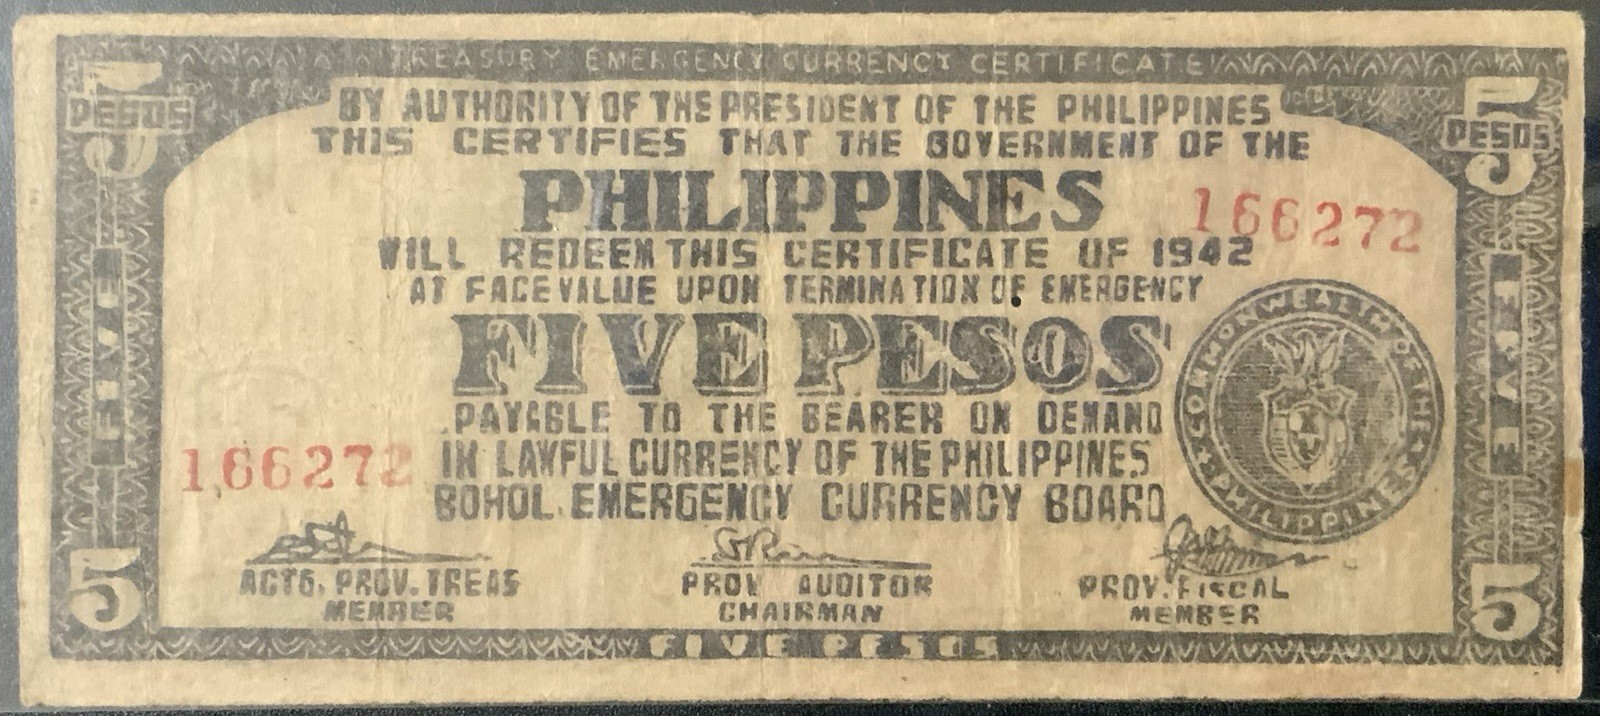 TREASURY EMERGENCY CURRENCY CERTIFICATE
5 PESOS
5 PESOS
BY AUTHORITY OF THE PRESIDENT OF THE PHILIPPINES
THIS CERTIFIES THAT THE GOVERNMENT OF THE
PHILIPPINES
166272
WILL REDEEM THIS CERTIFICATE OF 1942
AT FACE VALUE UPON TERMINATION OF EMERGENCY
FIVE PESOS
FIVE
FIVE
COMMONWEALTH OF THE PHILIPPINES
PAYABLE TO THE BEARER ON DEMAND
166272
IN LAWFUL CURRENCY OF THE PHILIPPINES
BOHOL EMERGENCY CURRENCY BOARD
ACTG. PROV. TREAS
PROV AUDITOR
PROV. FISCAL
MEMBER
CHAIRMAN
MEMBER
5
5
FIVE PESOS